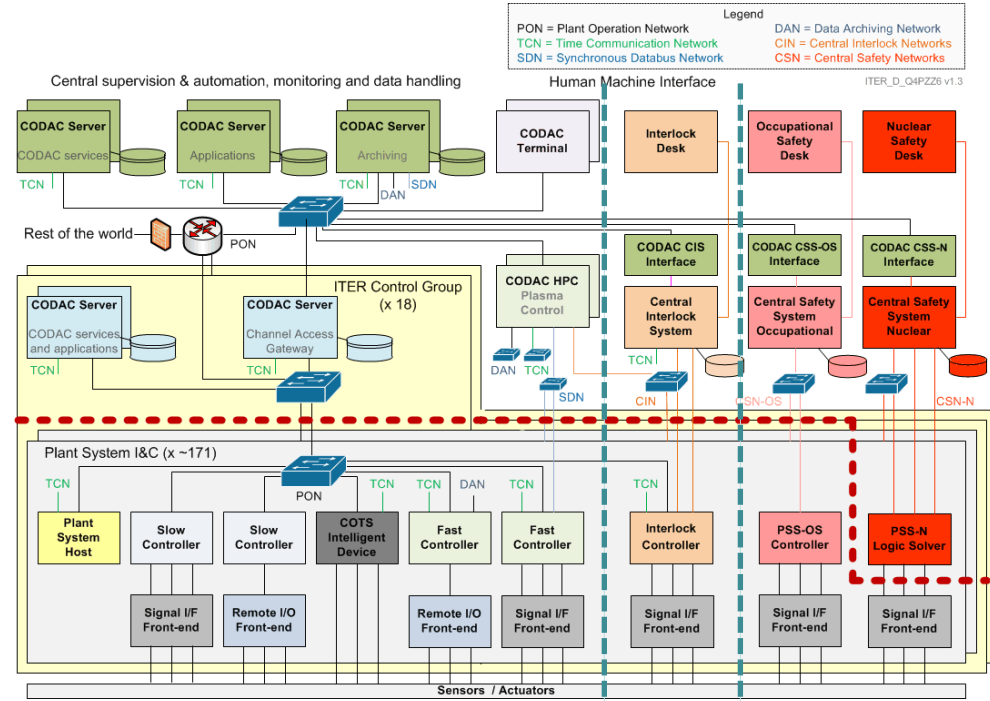 Legend
PON = Plant Operation Network
DAN = Data Archiving Network
TCN = Time Communication Network
CIN = Central Interlock Networks
SDN = Synchronous Databus Network
CSN = Central Safety Networks
Central supervision & automation, monitoring and data handling
Human Machine Interface
ITER_D_Q4PZZ6 v1.3
CODAC Server
CODAC services
TCN
CODAC Server
Applications
TCN
CODAC Server
Archiving
TCN
DAN
SDN
CODAC
Terminal
Interlock
Desk
Occupational
Safety
Desk
Nuclear
Safety
Desk
Rest of the world
PON
CODAC CIS
Interface
CODAC CSS-OS
Interface
CODAC CSS-N
Interface
ITER Control Group
(x 18)
CODAC HPC
Plasma
Control
Central
Interlock
System
Central Safety
System
Occupational
Central Safety
System
Nuclear
CODAC Server
CODAC services
and applications
TCN
CODAC Server
Channel Access
Gateway
TCN
DAN
TCN
SDN
TCN
CIN
CSN-OS
CSN-N
Plant System I&C (x ~171)
PON
TCN
TCN
TCN
DAN
TCN
TCN
Plant
System
Host
Slow
Controller
Slow
Controller
COTS
Intelligent
Device
Fast
Controller
Fast
Controller
Interlock
Controller
PSS-OS
Controller
PSS-N
Logic Solver
Signal I/F
Front-end
Remote I/O
Front-end
Remote I/O
Front-end
Signal I/F
Front-end
Signal I/F
Front-end
Signal I/F
Front-end
Signal I/F
Front-end
Sensors / Actuators